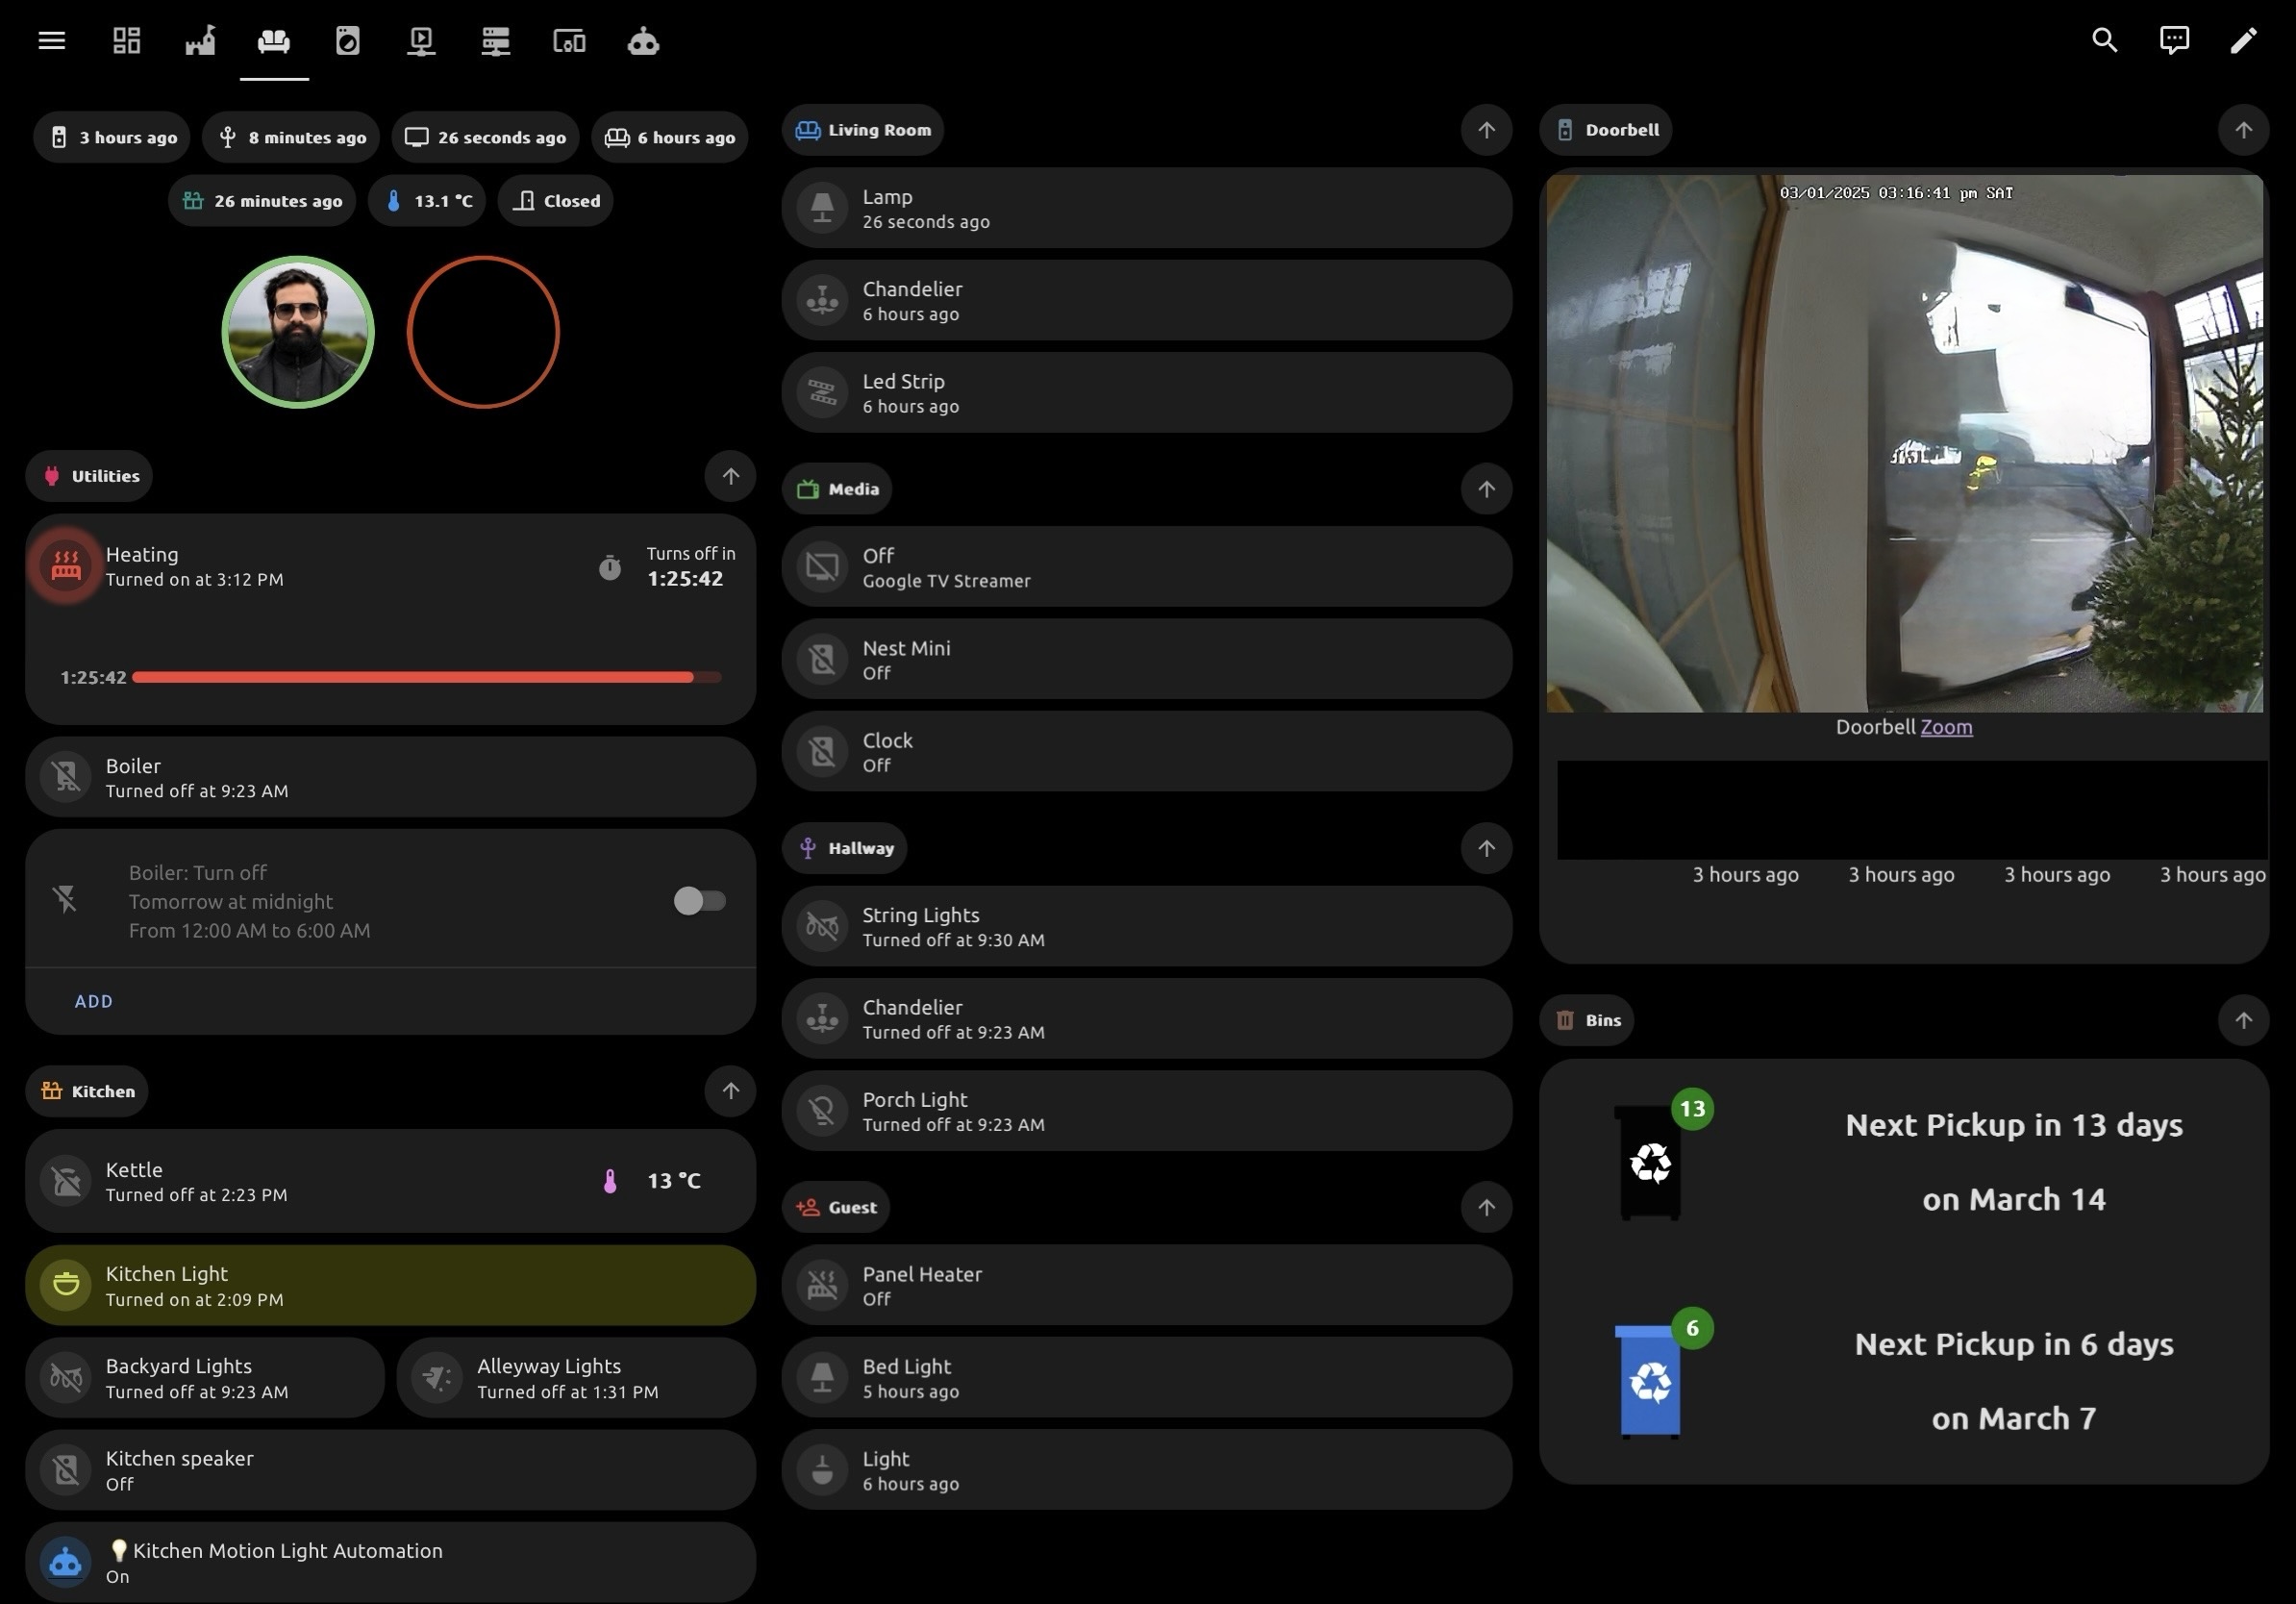 3 hours ago
8 minutes ago
26 seconds ago
6 hours ago
26 minutes ago
13.1 °C
Closed
Utilities
Heating
Turned on at 3:12 PM
Turns off in
1:25:42
1:25:42
Boiler
Turned off at 9:23 AM
Boiler: Turn off
Tomorrow at midnight
From 12:00 AM to 6:00 AM
ADD
Kitchen
Kettle
Turned off at 2:23 PM
13 °C
Kitchen Light
Turned on at 2:09 PM
Backyard Lights
Turned off at 9:23 AM
Alleyway Lights
Turned off at 1:31 PM
Kitchen speaker
Off
Kitchen Motion Light Automation
On
Living Room
Lamp
26 seconds ago
Chandelier
6 hours ago
Led Strip
6 hours ago
Media
Off
Google TV Streamer
Nest Mini
Off
Clock
Off
Hallway
String Lights
Turned off at 9:30 AM
Chandelier
Turned off at 9:23 AM
Porch Light
Turned off at 9:23 AM
Guest
Panel Heater
Off
Bed Light
5 hours ago
Light
6 hours ago
Doorbell
03/01/2025 03:16:41 pm SAT
Doorbell Zoom
3 hours ago 3 hours ago 3 hours ago 3 hours ago
Bins
13
Next Pickup in 13 days
on March 14
6
Next Pickup in 6 days
on March 7